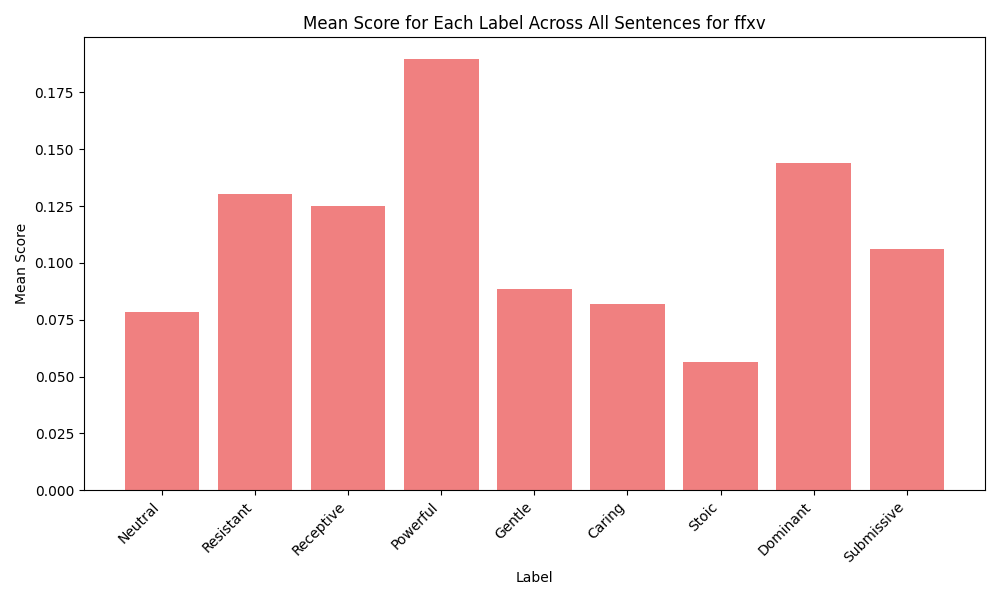 Mean Score for Each Label Across All Sentences for ffxv
Mean Score
0.175
0.150
0.125
0.100
0.075
0.050
0.025
0.000
Neutral
Resistant
Receptive
Powerful
Gentle
Caring
Stoic
Dominant
Submissive
Label